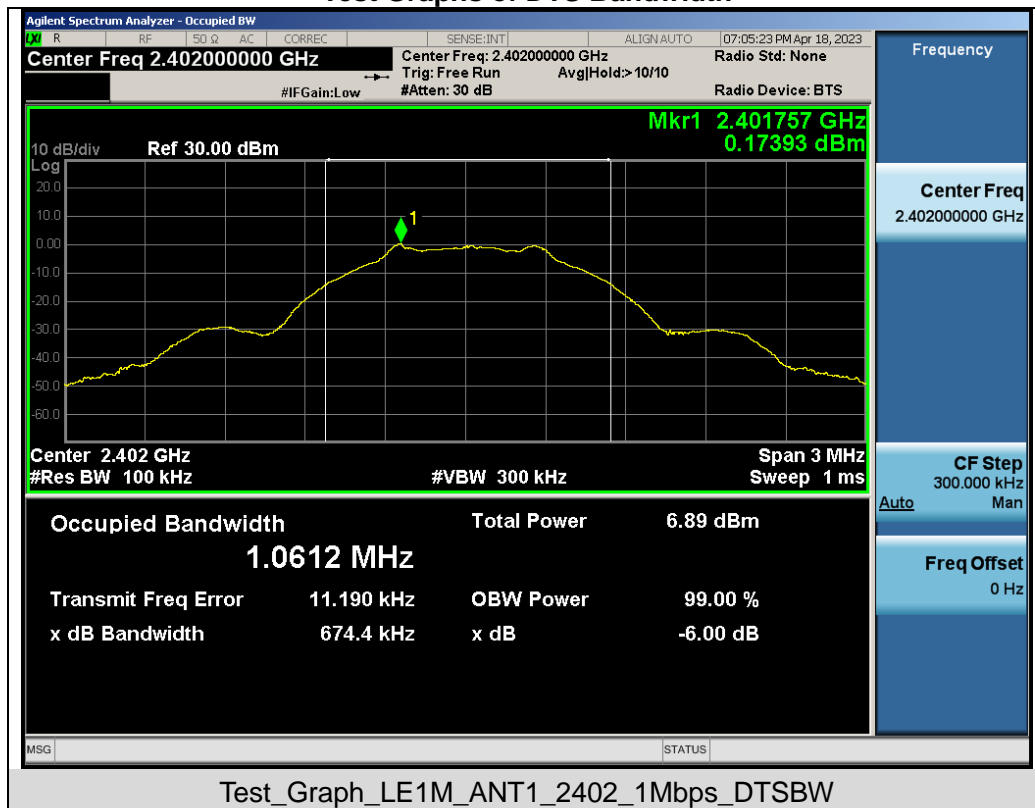 Test Graphs of DTS Bandwidth
Agilent Spectrum Analyzer - Occupied BW
LXI R RF 50 Ω AC CORREC SENSE:INT ALIGN AUTO 07:05:23 PM Apr 18, 2023
Center Freq 2.402000000 GHz
Center Freq: 2.402000000 GHz Radio Std: None
Trig: Free Run Avg|Hold:> 10/10
#IFGain:Low #Atten: 30 dB Radio Device: BTS
Mkr1 2.401757 GHz
0.17393 dBm
10 dB/div Ref 30.00 dBm
Log
20.0
10.0
0.00
-10.0
-20.0
-30.0
-40.0
-50.0
-60.0
1
Center 2.402 GHz Span 3 MHz
#Res BW 100 kHz #VBW 300 kHz Sweep 1 ms
Occupied Bandwidth Total Power 6.89 dBm
1.0612 MHz
Transmit Freq Error 11.190 kHz OBW Power 99.00 %
x dB Bandwidth 674.4 kHz x dB -6.00 dB
MSG STATUS
Frequency
Center Freq
2.402000000 GHz
CF Step
300.000 kHz
Auto Man
Freq Offset
0 Hz
Test_Graph_LE1M_ANT1_2402_1Mbps_DTSBW